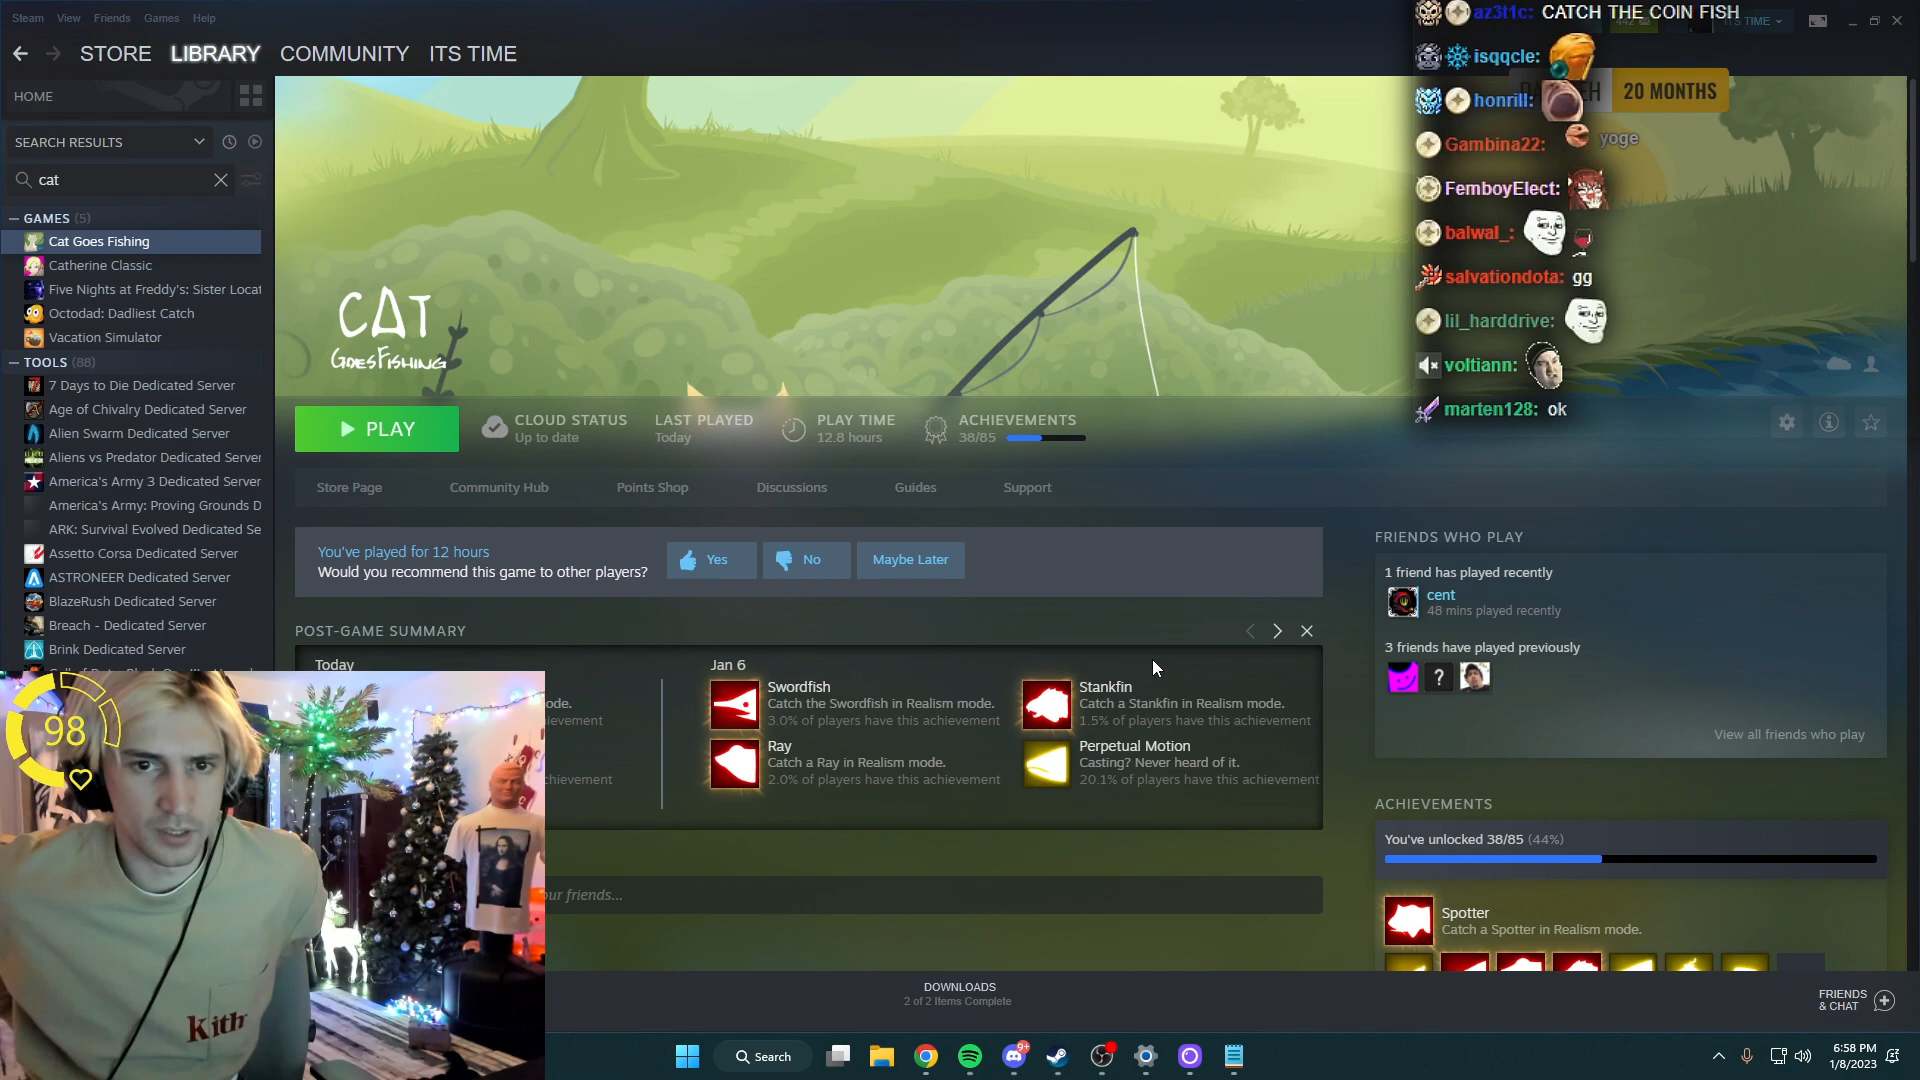 Steam View Friends Games Help
STORE LIBRARY COMMUNITY ITS TIME
ITS TIME
HOME
SEARCH RESULTS
cat
GAMES (5)
Cat Goes Fishing
Catherine Classic
Five Nights at Freddy's: Sister Locat
Octodad: Dadliest Catch
Vacation Simulator
TOOLS (88)
7 Days to Die Dedicated Server
Age of Chivalry Dedicated Server
Alien Swarm Dedicated Server
Aliens vs Predator Dedicated Server
America's Army 3 Dedicated Server
America's Army: Proving Grounds D
ARK: Survival Evolved Dedicated Se
Assetto Corsa Dedicated Server
ASTRONEER Dedicated Server
BlazeRush Dedicated Server
Breach - Dedicated Server
Brink Dedicated Server
CAT
GOES FISHING
az3t1c: CATCH THE COIN FISH
isqqcle:
honrill:
20 MONTHS
Gambina22: yoge
FemboyElect:
balwal_:
salvationdota: gg
lil_harddrive:
voltiann:
marten128: ok
PLAY
CLOUD STATUS
Up to date
LAST PLAYED
Today
PLAY TIME
12.8 hours
ACHIEVEMENTS
38/85
Store Page Community Hub Points Shop Discussions Guides Support
You've played for 12 hours
Would you recommend this game to other players?
Yes No Maybe Later
POST-GAME SUMMARY
Today
ode.
ievement
chievement
Jan 6
Swordfish
Catch the Swordfish in Realism mode.
3.0% of players have this achievement
Ray
Catch a Ray in Realism mode.
2.0% of players have this achievement
Stankfin
Catch a Stankfin in Realism mode.
1.5% of players have this achievement
Perpetual Motion
Casting? Never heard of it.
20.1% of players have this achievement
our friends...
FRIENDS WHO PLAY
1 friend has played recently
cent
48 mins played recently
3 friends have played previously
?
View all friends who play
ACHIEVEMENTS
You've unlocked 38/85 (44%)
Spotter
Catch a Spotter in Realism mode.
98
Kith
DOWNLOADS
2 of 2 Items Complete
FRIENDS
& CHAT
Search
9+
6:58 PM
1/8/2023